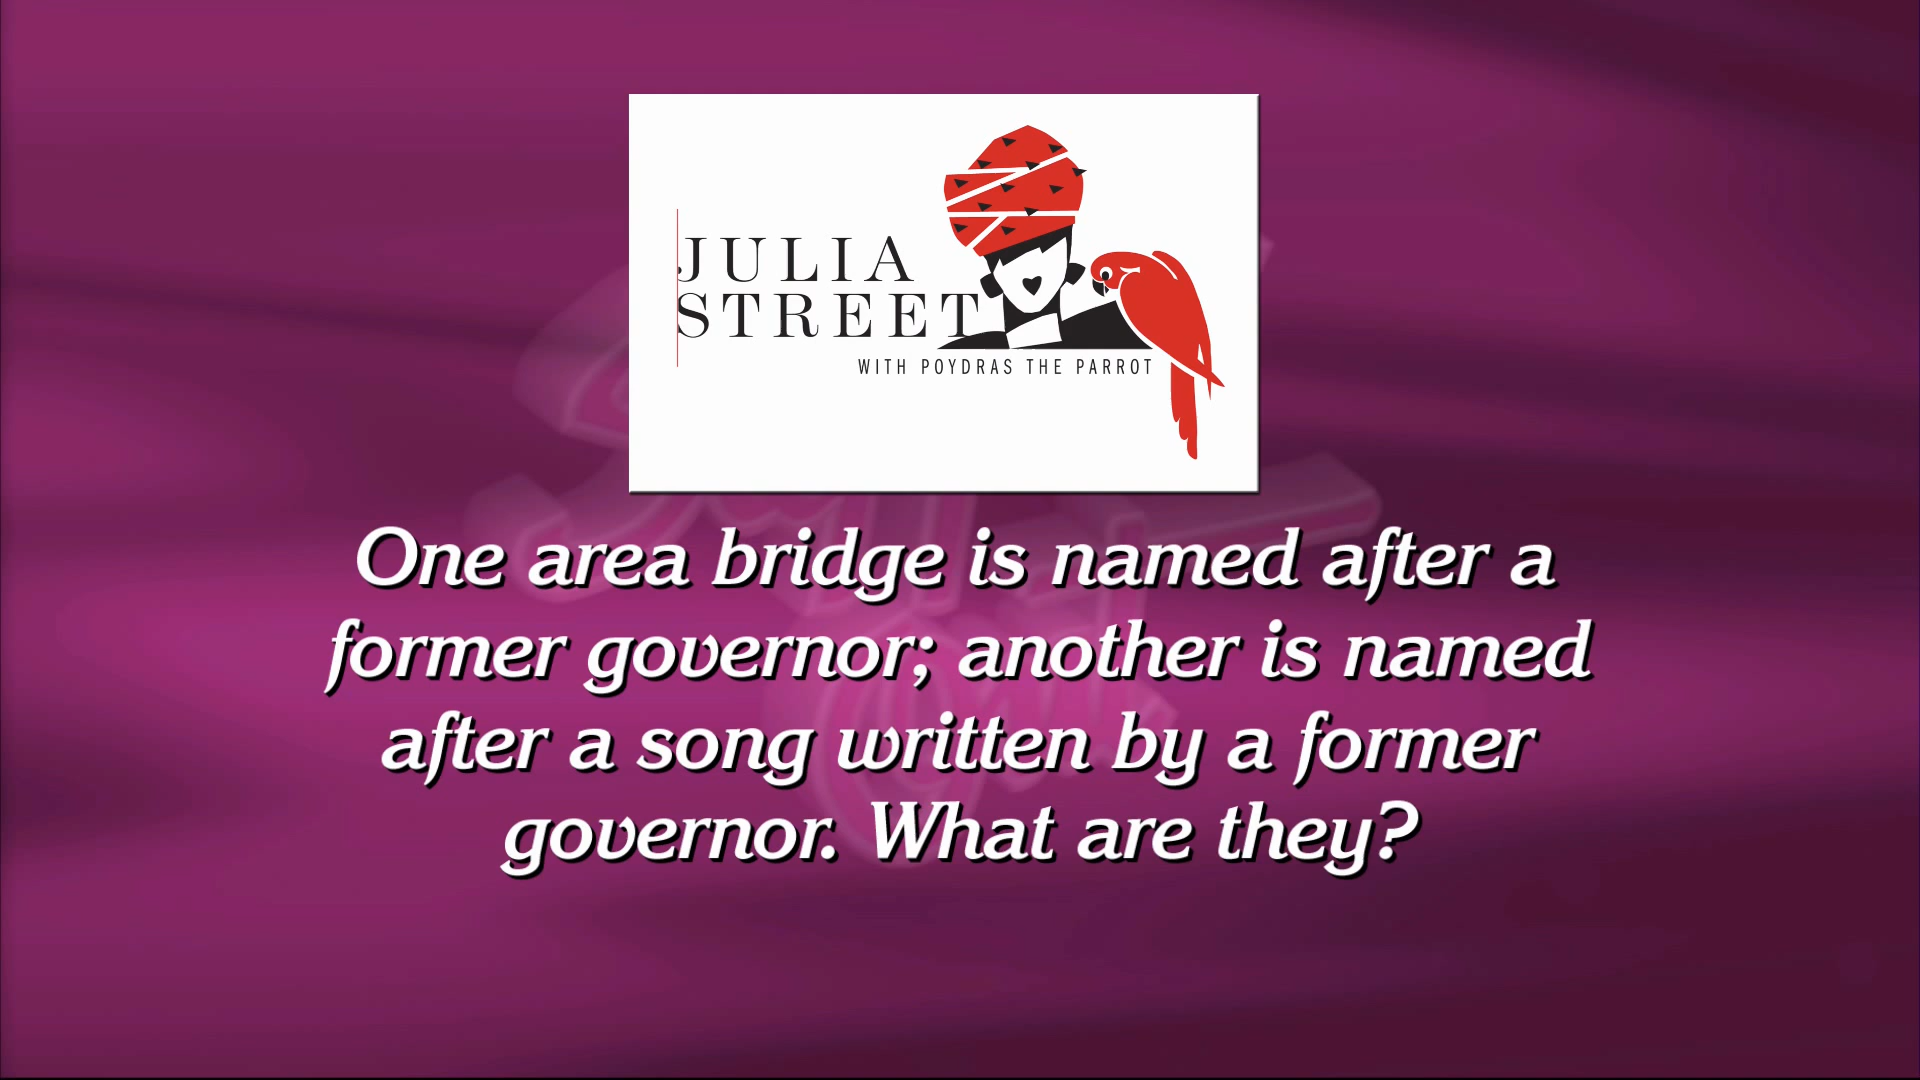 JULIA
STREET
WITH POYDRAS THE PARROT
One area bridge is named after a
former governor; another is named
after a song written by a former
governor. What are they?